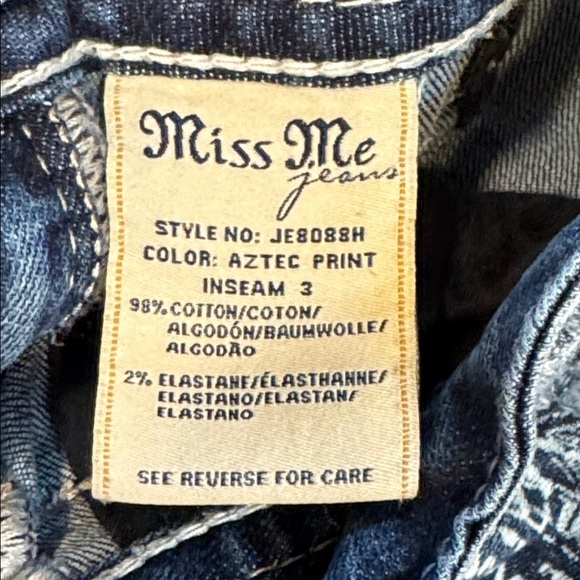 Miss Me
jeans
STYLE NO: JE8088H
COLOR: AZTEC PRINT
INSEAM 3
98% COTTON/COTON/
ALGODÓN/BAUMWOLLE/
ALGODÃO
2% ELASTANE/ÉLASTHANNE/
ELASTANO/ELASTAN/
ELASTANO
SEE REVERSE FOR CARE